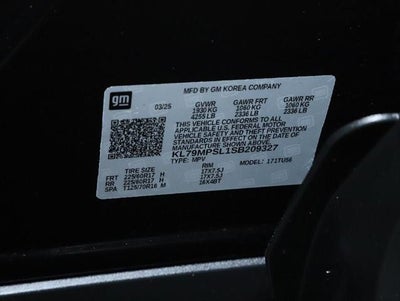 MFD BY GM KOREA COMPANY
gm
03/25 GVWR GAWR FRT GAWR RR
1930 KG 1060 KG 1060 KG
4255 LB 2336 LB 2336 LB
THIS VEHICLE CONFORMS TO ALL
APPLICABLE U.S. FEDERAL MOTOR
VEHICLE SAFETY AND THEFT PREVENTION
STANDARDS IN EFFECT ON THE DATE OF
MANUFACTURE SHOWN ABOVE.
KL79MPSL1SB209327
TYPE: MPV MODEL: 1TU56
TIRE SIZE RIM
FRT 225/60R17 H 17X7.5J
RR 225/60R17 H 17X7.5J
SPA T125/70R16 M 16X4BT